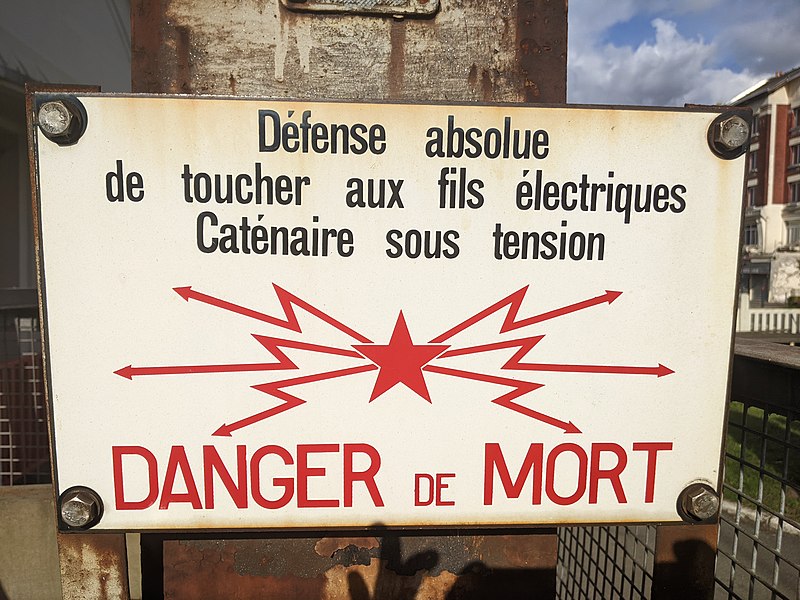 Défense absolue
de toucher aux fils électriques
Caténaire sous tension
DANGER DE MORT